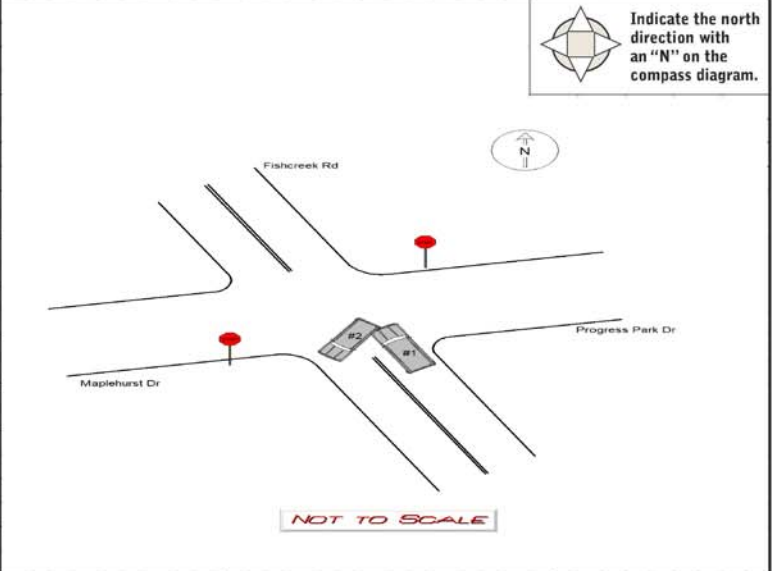 Indicate the north
direction with
an “N” on the
compass diagram.
N
Fishcreek Rd
#2
#1
Progress Park Dr
Maplehurst Dr
NOT TO SCALE